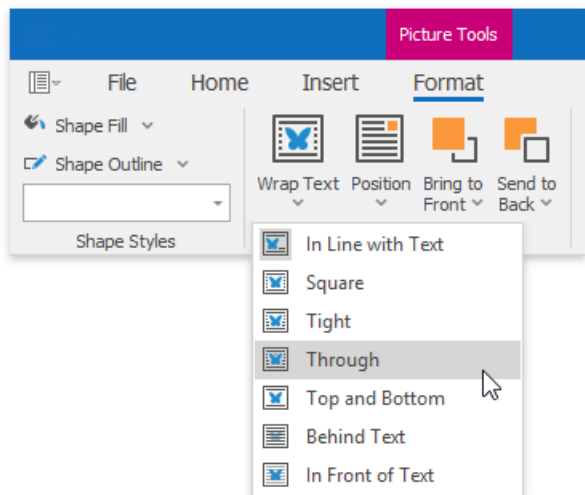 Picture Tools
File Home Insert Format
Shape Fill
Shape Outline
Wrap Text Position Bring to Front Send to Back
Shape Styles
In Line with Text
Square
Tight
Through
Top and Bottom
Behind Text
In Front of Text